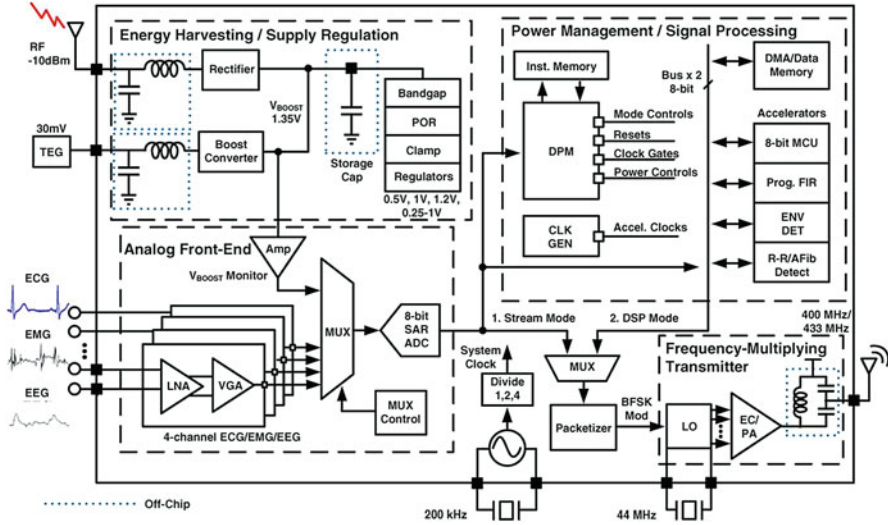 Energy Harvesting / Supply Regulation
RF
-10dBm
Rectifier
VBOOST
1.35V
Bandgap
POR
Clamp
Regulators
0.5V, 1V, 1.2V,
0.25-1V
Storage
Cap
30mV
TEG
Boost
Converter
Power Management / Signal Processing
Inst. Memory
Bus x 2
8-bit
DMA/Data
Memory
DPM
Mode Controls
Resets
Clock Gates
Power Controls
Accelerators
8-bit MCU
Prog. FIR
ENV
DET
R-R/AFib
Detect
CLK
GEN
Accel. Clocks
Analog Front-End
Amp
VBOOST Monitor
ECG
EMG
EEG
LNA
VGA
MUX
8-bit
SAR
ADC
MUX
Control
4-channel ECG/EMG/EEG
1. Stream Mode
2. DSP Mode
System
Clock
Divide
1,2,4
MUX
Packetizer
BFSK
Mod
400 MHz/
433 MHz
Frequency-Multiplying
Transmitter
LO
EC/
PA
Off-Chip
200 kHz
44 MHz